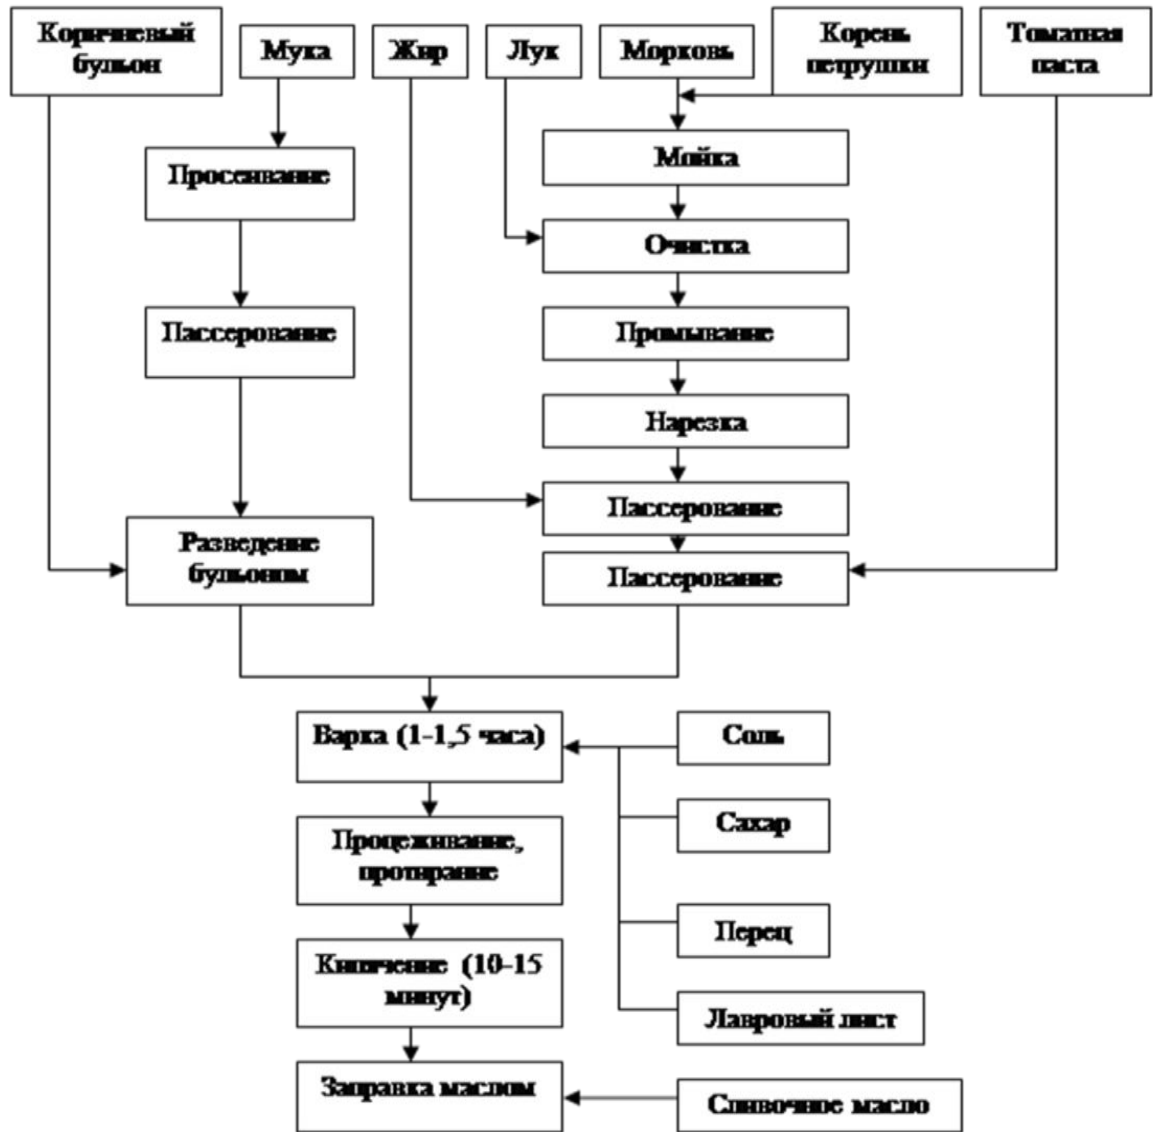 Коричневый
бульон
Мука
Жир
Лук
Морковь
Корень
петрушки
Томатная
паста
Мойка
Просеивание
Очистка
Пассерование
Промывание
Нарезка
Пассерование
Разведение
бульоном
Пассерование
Варка (1-1,5 часа)
Соль
Сахар
Процеживание,
протирание
Перец
Кипячение (10-15
минут)
Лавровый лист
Заправка маслом
Сливочное масло